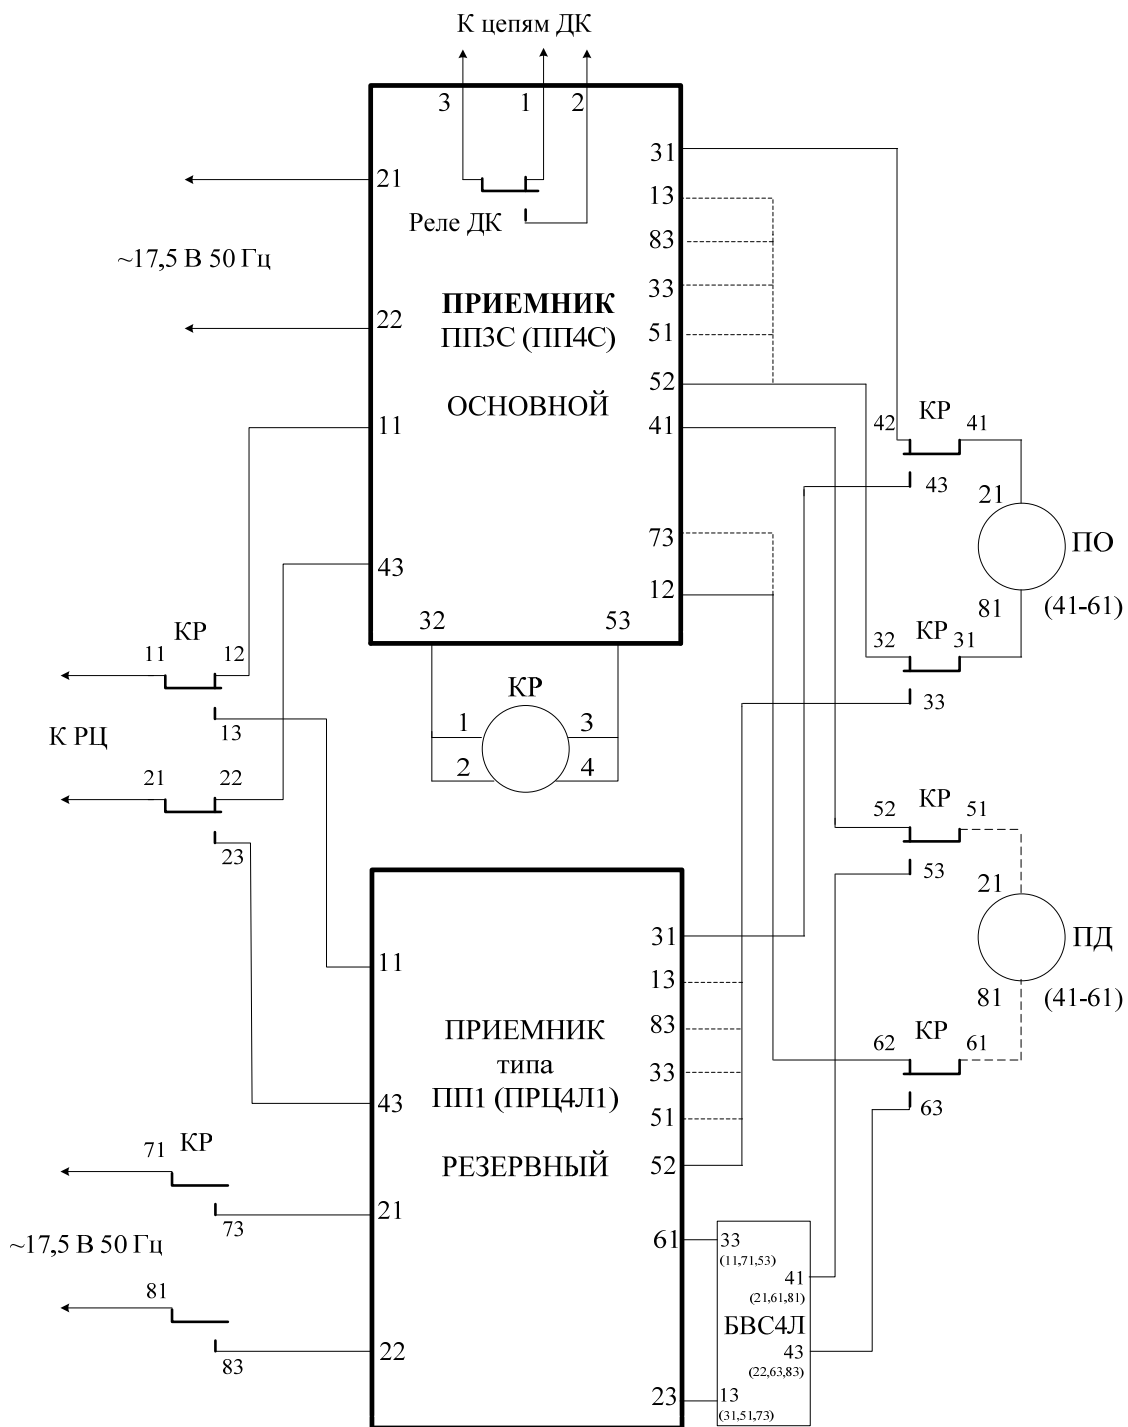 К цепям ДК
3 1 2
31
21
13
Реле ДК
83
~17,5 В 50 Гц
33
ПРИЕМНИК
22
ПП3С (ПП4С)
51
52
ОСНОВНОЙ
11
41
42 КР 41
43
21
73
ПО
43
12
81 (41-61)
32 53
КР
11 12
32 КР 31
КР
33
13
1 3
К РЦ
2 4
21 22
52 КР 51
23
53
21
31
ПД
11
13
81 (41-61)
ПРИЕМНИК
83
КР
типа
62 61
33
ПП1 (ПРЦ4Л1)
43
63
51
71 КР
РЕЗЕРВНЫЙ
52
21
73
61 33
~17,5 В 50 Гц
(11,71,53)
41
81
(21,61,81)
БВС4Л
22
43
83
(22,63,83)
23 13
(31,51,73)